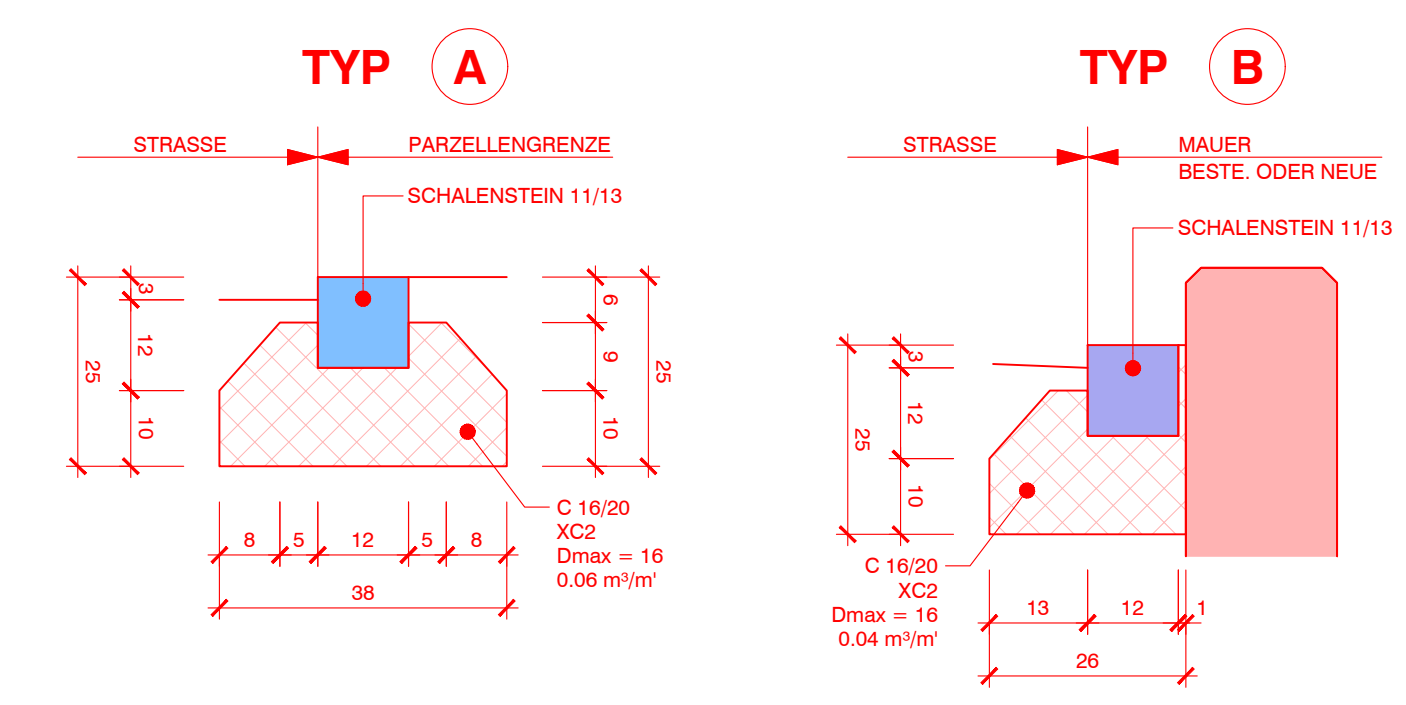 TYP A
STRASSE
PARZELLENGRENZE
SCHALENSTEIN 11/13
3
12
25
10
6
9
25
10
8
5
12
5
8
38
C 16/20
XC2
Dmax = 16
0.06 m³/m'
TYP B
STRASSE
MAUER
BESTE. ODER NEUE
SCHALENSTEIN 11/13
3
12
25
10
C 16/20
XC2
Dmax = 16
0.04 m³/m'
13
12
1
26